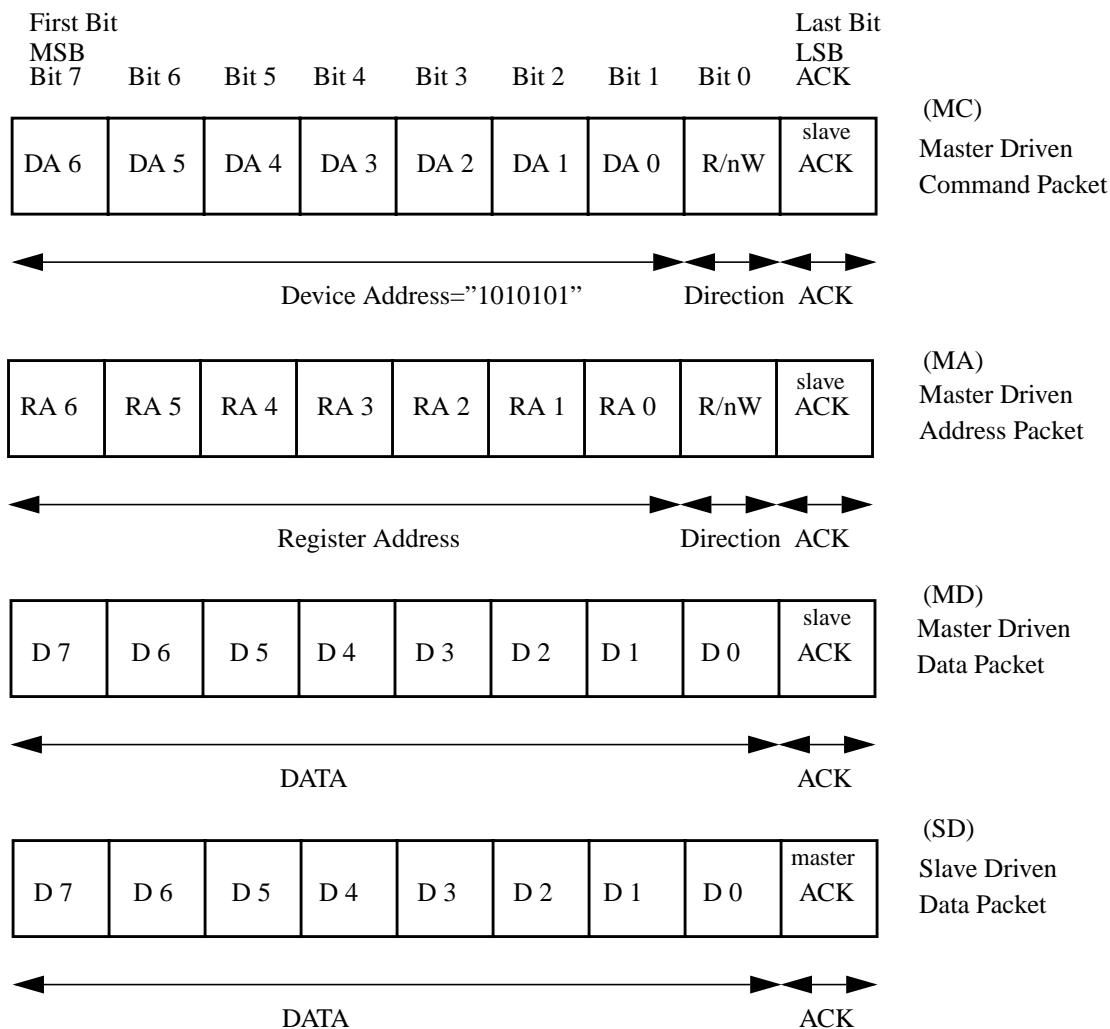 First Bit Last Bit
MSB LSB
Bit 7 Bit 6 Bit 5 Bit 4 Bit 3 Bit 2 Bit 1 Bit 0 ACK
(MC)
slave
DA 6 DA 5 DA 4 DA 3 DA 2 DA 1 DA 0 R/nW ACK
Master Driven
Command Packet
Device Address=”1010101” Direction ACK
(MA)
slave
RA 6 RA 5 RA 4 RA 3 RA 2 RA 1 RA 0 R/nW ACK
Master Driven
Address Packet
Register Address Direction ACK
(MD)
slave
Master Driven
D 7 D 6 D 5 D 4 D 3 D 2 D 1 D 0 ACK
Data Packet
DATA ACK
(SD)
master
Slave Driven
D 7 D 6 D 5 D 4 D 3 D 2 D 1 D 0 ACK
Data Packet
DATA ACK